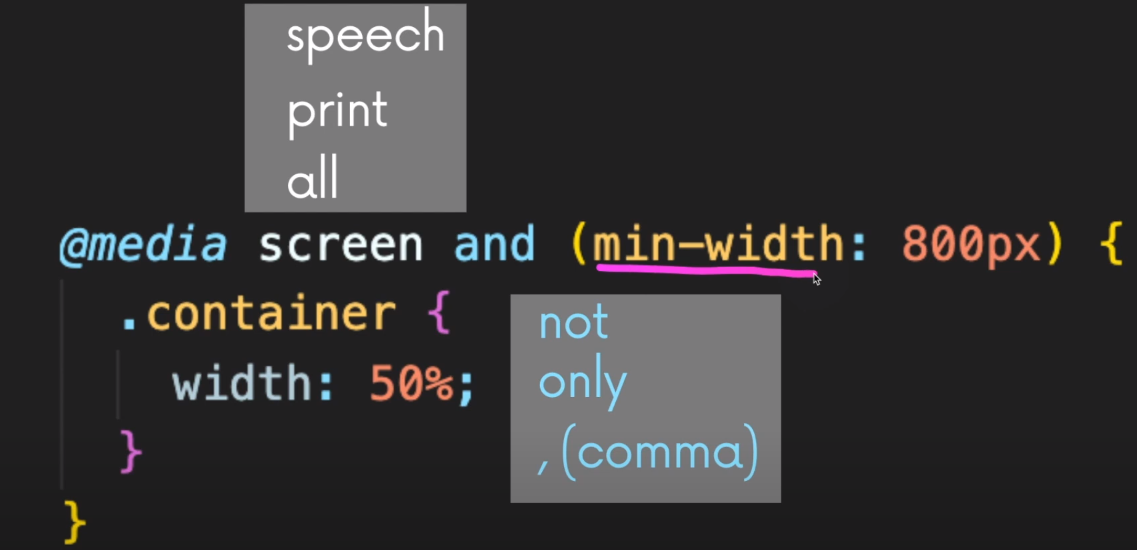 speech
print
all
@media screen and (min-width: 800px) {
.container {
width: 50%;
}
}
not
only
, (comma)